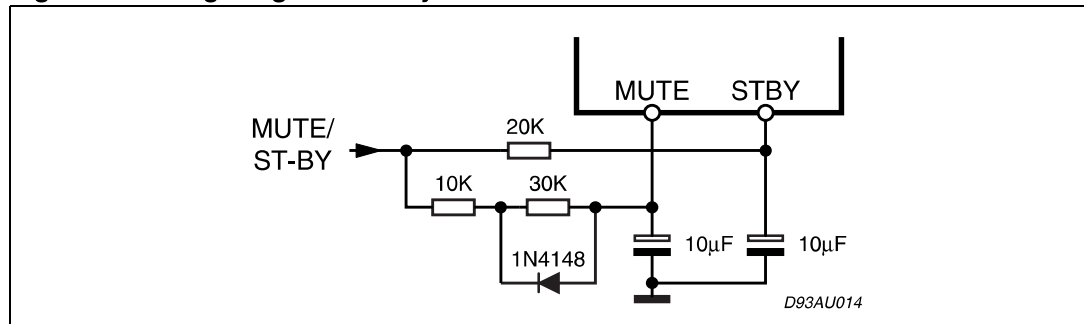 MUTE STBY
MUTE/
ST-BY
20K
10K 30K
1N4148
10μF 10μF
D93AU014